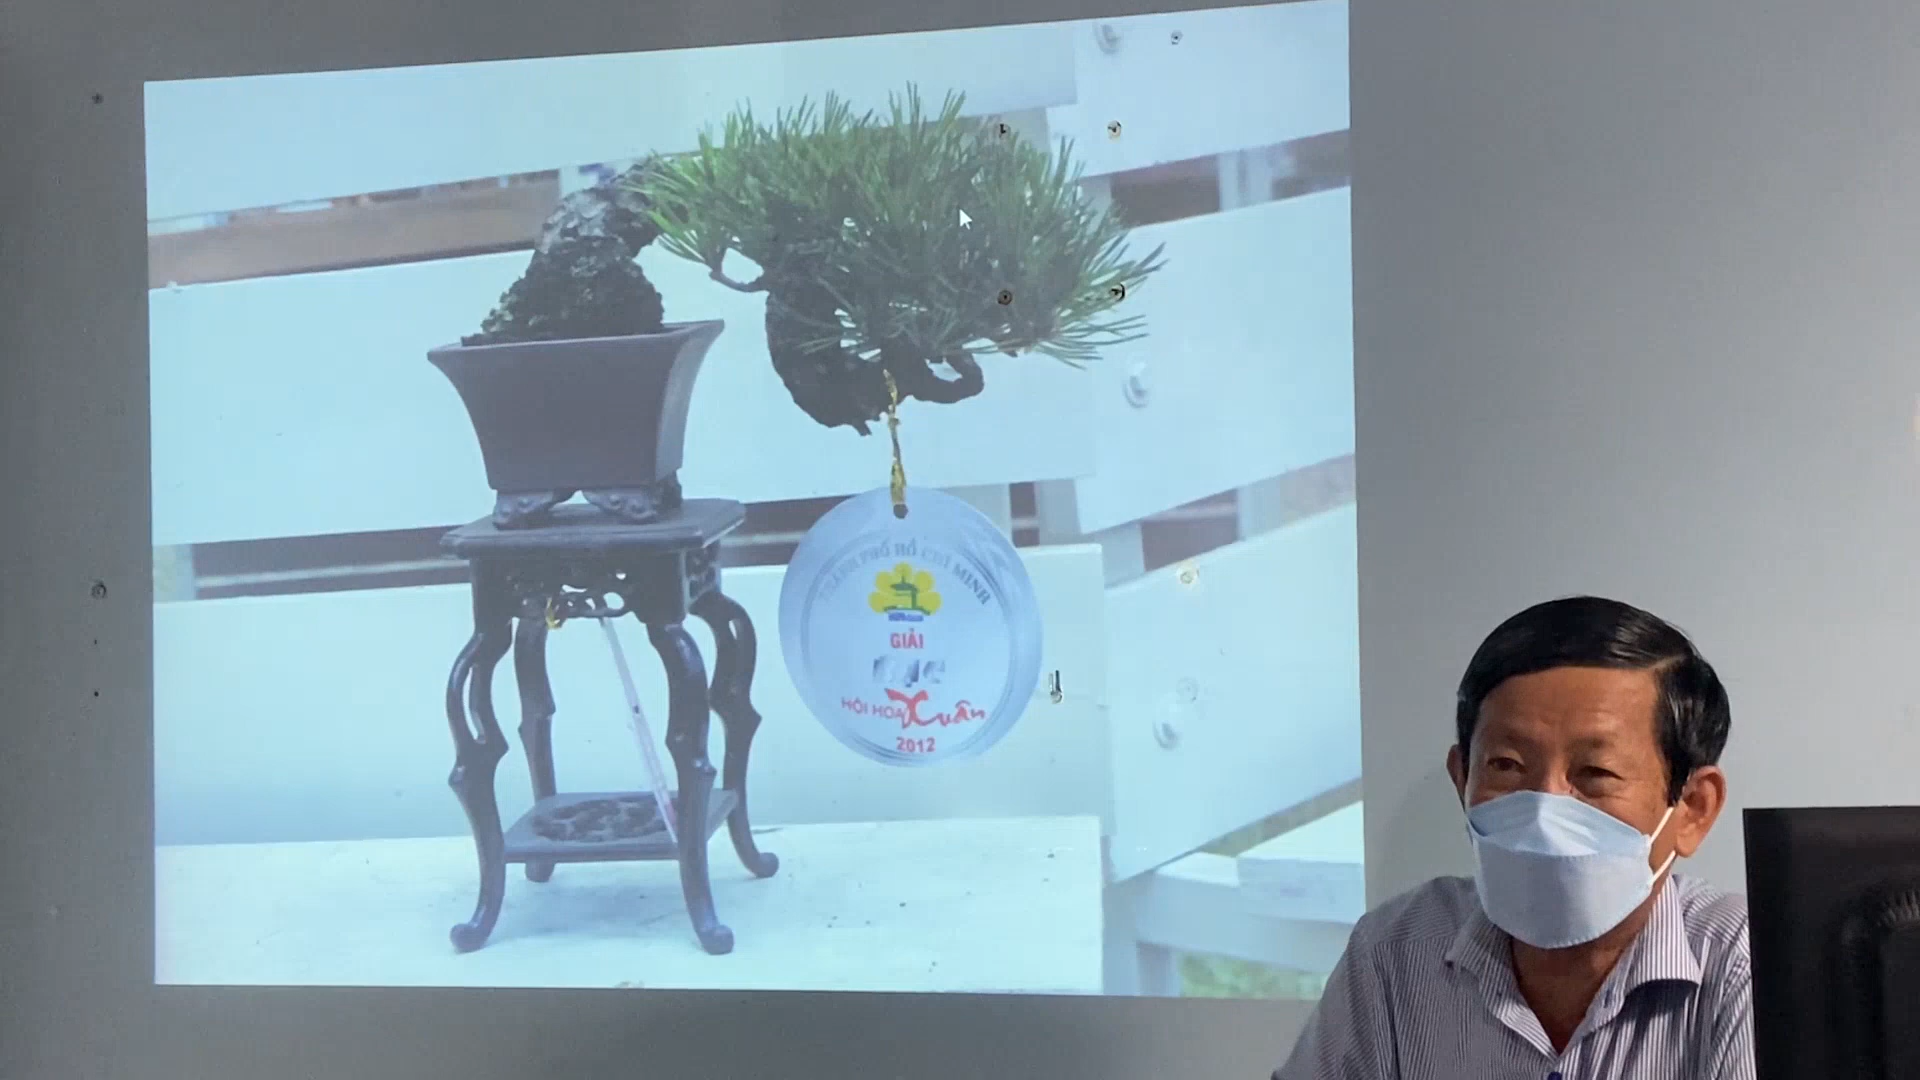 THÀNH PHỐ HỒ CHÍ MINH
GIẢI
HỘI HOA Xuân
2012